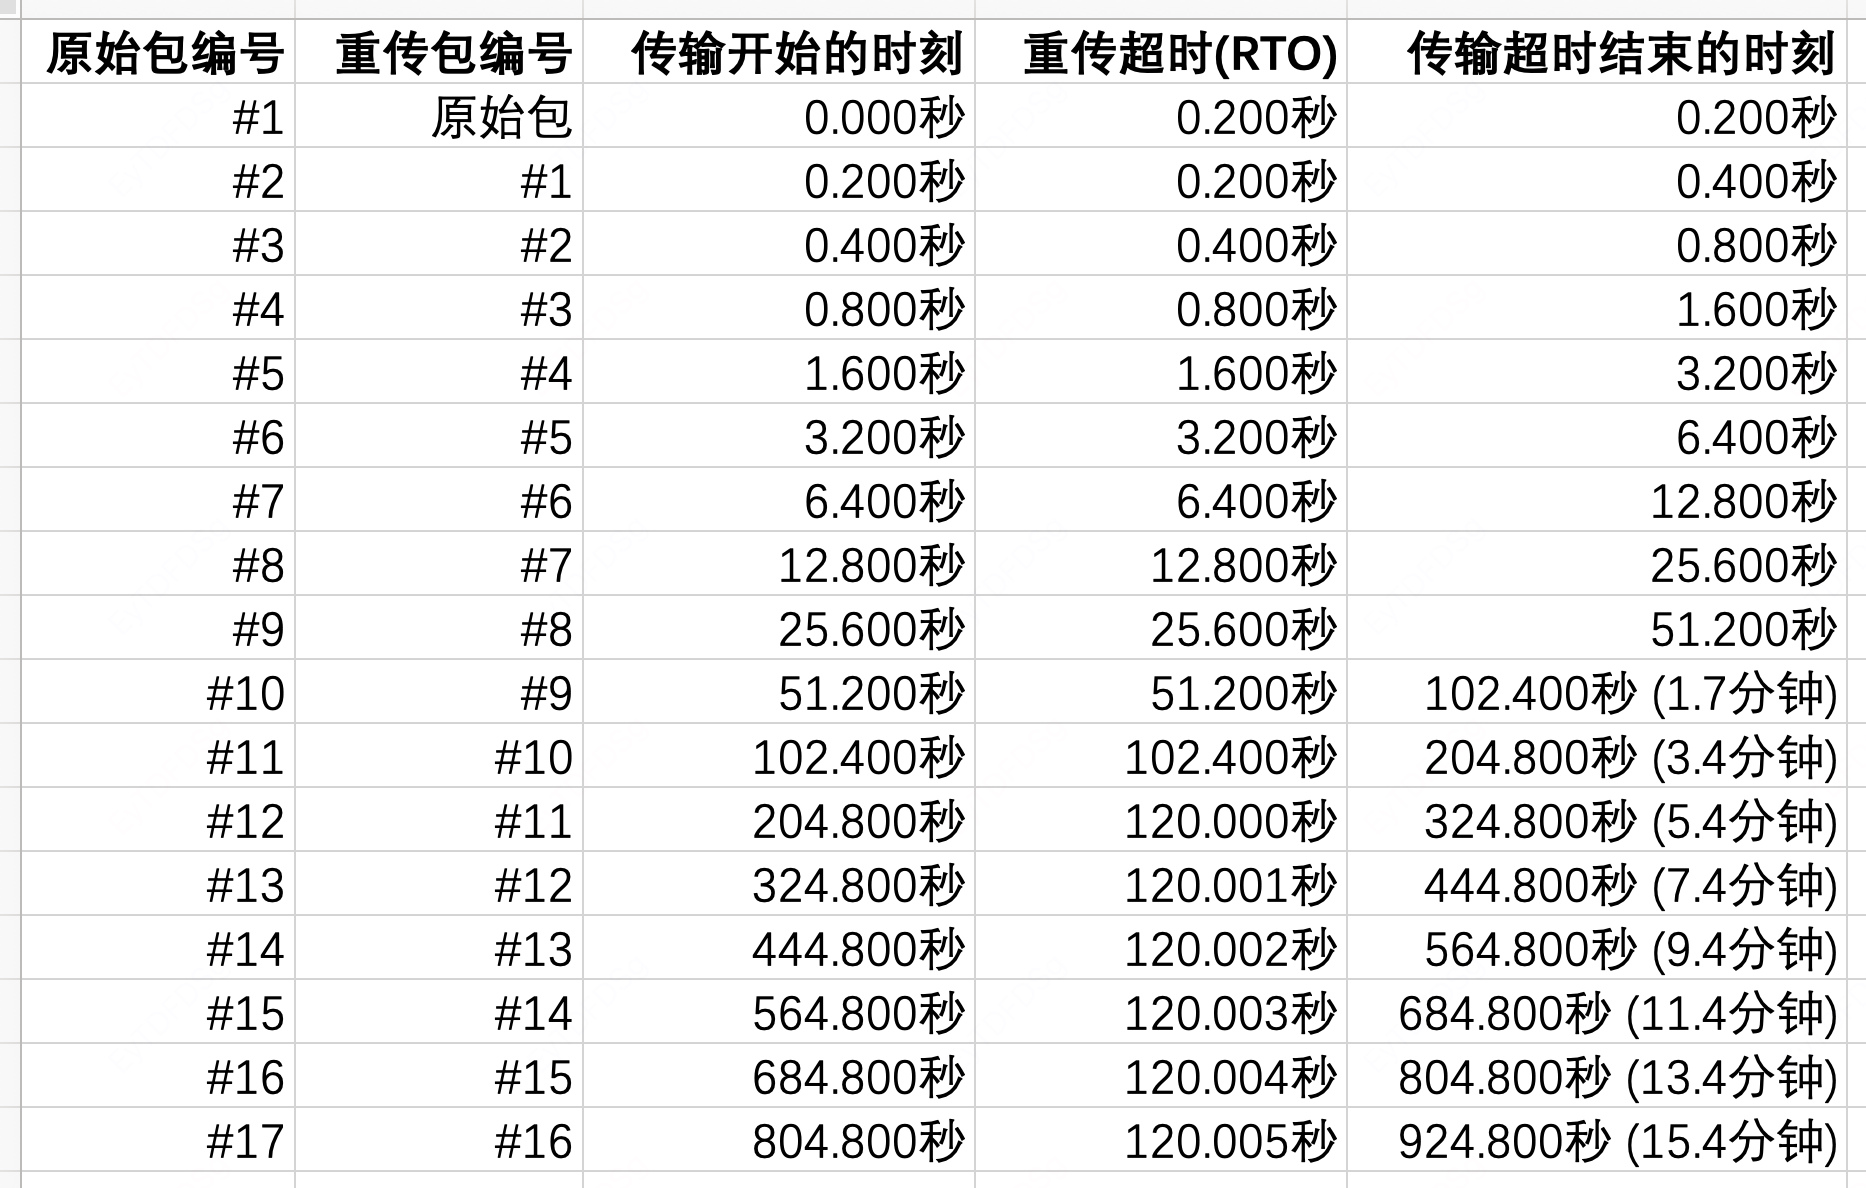 原始包编号 重传包编号 传输开始的时刻 重传超时(RTO) 传输超时结束的时刻
#1 原始包 0.000秒 0.200秒 0.200秒
#2 #1 0.200秒 0.200秒 0.400秒
#3 #2 0.400秒 0.400秒 0.800秒
#4 #3 0.800秒 0.800秒 1.600秒
#5 #4 1.600秒 1.600秒 3.200秒
#6 #5 3.200秒 3.200秒 6.400秒
#7 #6 6.400秒 6.400秒 12.800秒
#8 #7 12.800秒 12.800秒 25.600秒
#9 #8 25.600秒 25.600秒 51.200秒
#10 #9 51.200秒 51.200秒 102.400秒 (1.7分钟)
#11 #10 102.400秒 102.400秒 204.800秒 (3.4分钟)
#12 #11 204.800秒 120.000秒 324.800秒 (5.4分钟)
#13 #12 324.800秒 120.001秒 444.800秒 (7.4分钟)
#14 #13 444.800秒 120.002秒 564.800秒 (9.4分钟)
#15 #14 564.800秒 120.003秒 684.800秒 (11.4分钟)
#16 #15 684.800秒 120.004秒 804.800秒 (13.4分钟)
#17 #16 804.800秒 120.005秒 924.800秒 (15.4分钟)